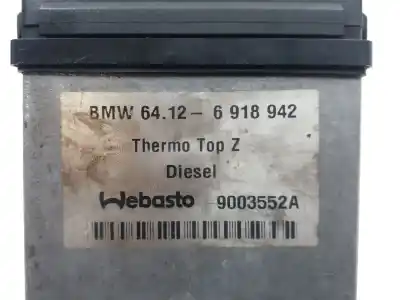 BMW 64.12- 6 918 942
Thermo Top Z
Diesel
Webasto 9003552A